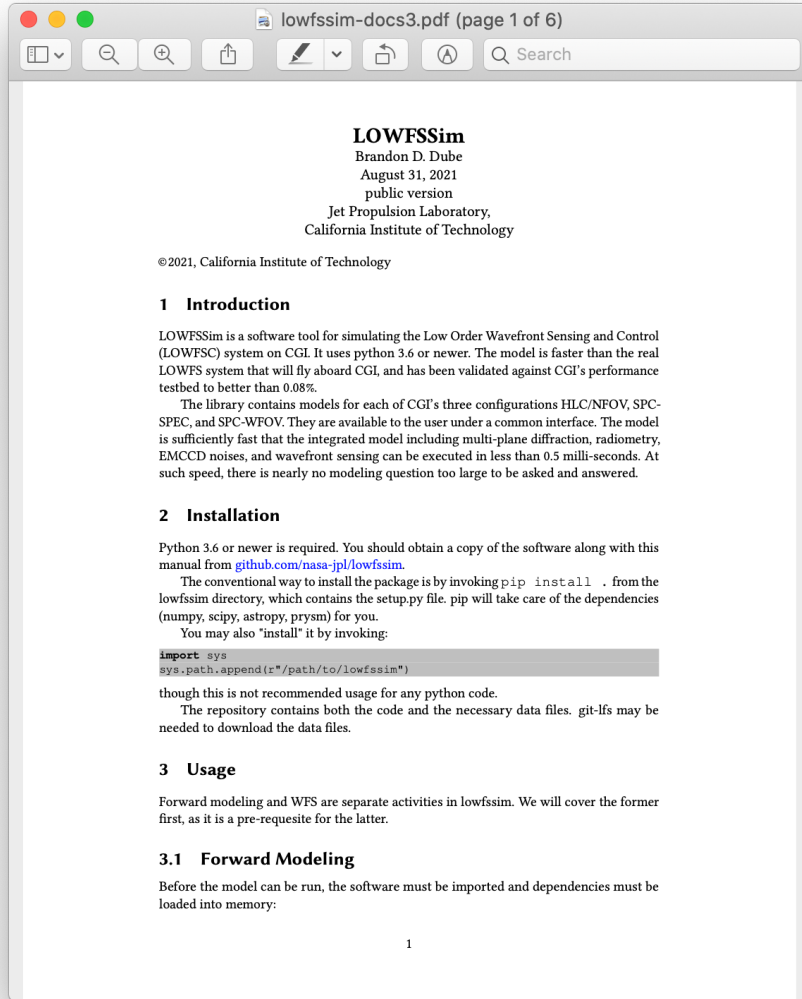 lowfssim-docs3.pdf (page 1 of 6)
Search
LOWFSSim
Brandon D. Dube
August 31, 2021
public version
Jet Propulsion Laboratory,
California Institute of Technology
©2021, California Institute of Technology
1 Introduction
LOWFSSim is a software tool for simulating the Low Order Wavefront Sensing and Control
(LOWFSC) system on CGI. It uses python 3.6 or newer. The model is faster than the real
LOWFS system that will fly aboard CGI, and has been validated against CGI's performance
testbed to better than 0.08%.
The library contains models for each of CGI's three configurations HLC/NFOV, SPC-
SPEC, and SPC-WFOV. They are available to the user under a common interface. The model
is sufficiently fast that the integrated model including multi-plane diffraction, radiometry,
EMCCD noises, and wavefront sensing can be executed in less than 0.5 milli-seconds. At
such speed, there is nearly no modeling question too large to be asked and answered.
2 Installation
Python 3.6 or newer is required. You should obtain a copy of the software along with this
manual from github.com/nasa-jpl/lowfssim.
The conventional way to install the package is by invoking pip install . from the
lowfssim directory, which contains the setup.py file. pip will take care of the dependencies
(numpy, scipy, astropy, prysm) for you.
You may also "install" it by invoking:
import sys
sys.path.append(r"/path/to/lowfssim")
though this is not recommended usage for any python code.
The repository contains both the code and the necessary data files. git-lfs may be
needed to download the data files.
3 Usage
Forward modeling and WFS are separate activities in lowfssim. We will cover the former
first, as it is a pre-requesite for the latter.
3.1 Forward Modeling
Before the model can be run, the software must be imported and dependencies must be
loaded into memory:
1